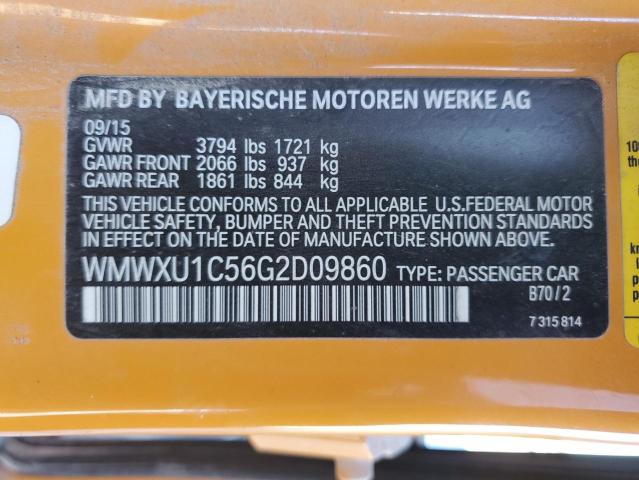 MFD BY BAYERISCHE MOTOREN WERKE AG
09/15
GVWR 3794 lbs 1721 kg
GAWR FRONT 2066 lbs 937 kg
GAWR REAR 1861 lbs 844 kg
THIS VEHICLE CONFORMS TO ALL APPLICABLE U.S.FEDERAL MOTOR
VEHICLE SAFETY, BUMPER AND THEFT PREVENTION STANDARDS
IN EFFECT ON THE DATE OF MANUFACTURE SHOWN ABOVE.
WMWXU1C56G2D09860 TYPE: PASSENGER CAR
B70/2
7 315 814